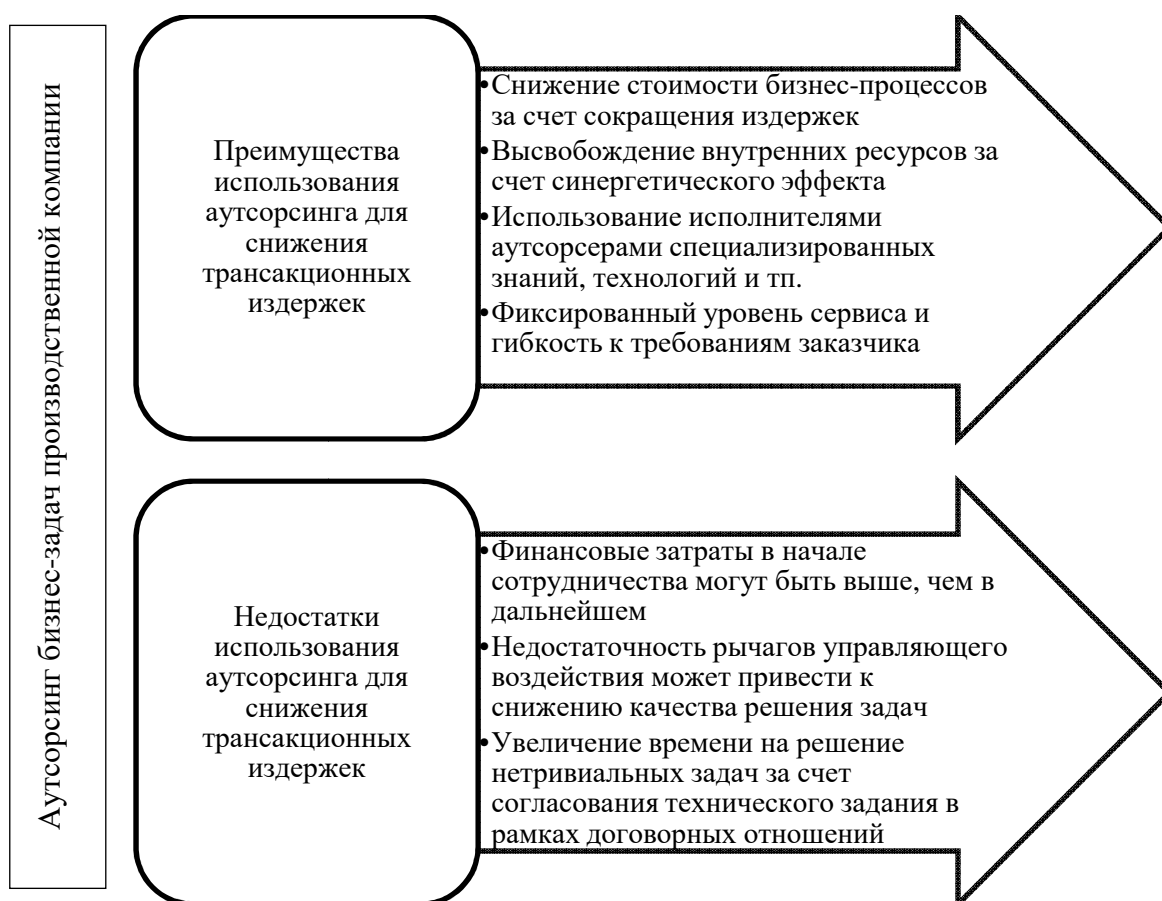 Аутсорсинг бизнес-задач производственной компании
Преимущества
использования
аутсорсинга для
снижения
трансакционных
издержек
•Снижение стоимости бизнес-процессов
за счет сокращения издержек
•Высвобождение внутренних ресурсов за
счет синергетического эффекта
•Использование исполнителями
аутсорсерами специализированных
знаний, технологий и тп.
•Фиксированный уровень сервиса и
гибкость к требованиям заказчика
Недостатки
использования
аутсорсинга для
снижения
трансакционных
издержек
•Финансовые затраты в начале
сотрудничества могут быть выше, чем в
дальнейшем
•Недостаточность рычагов управляющего
воздействия может привести к
снижению качества решения задач
•Увеличение времени на решение
нетривиальных задач за счет
согласования технического задания в
рамках договорных отношений